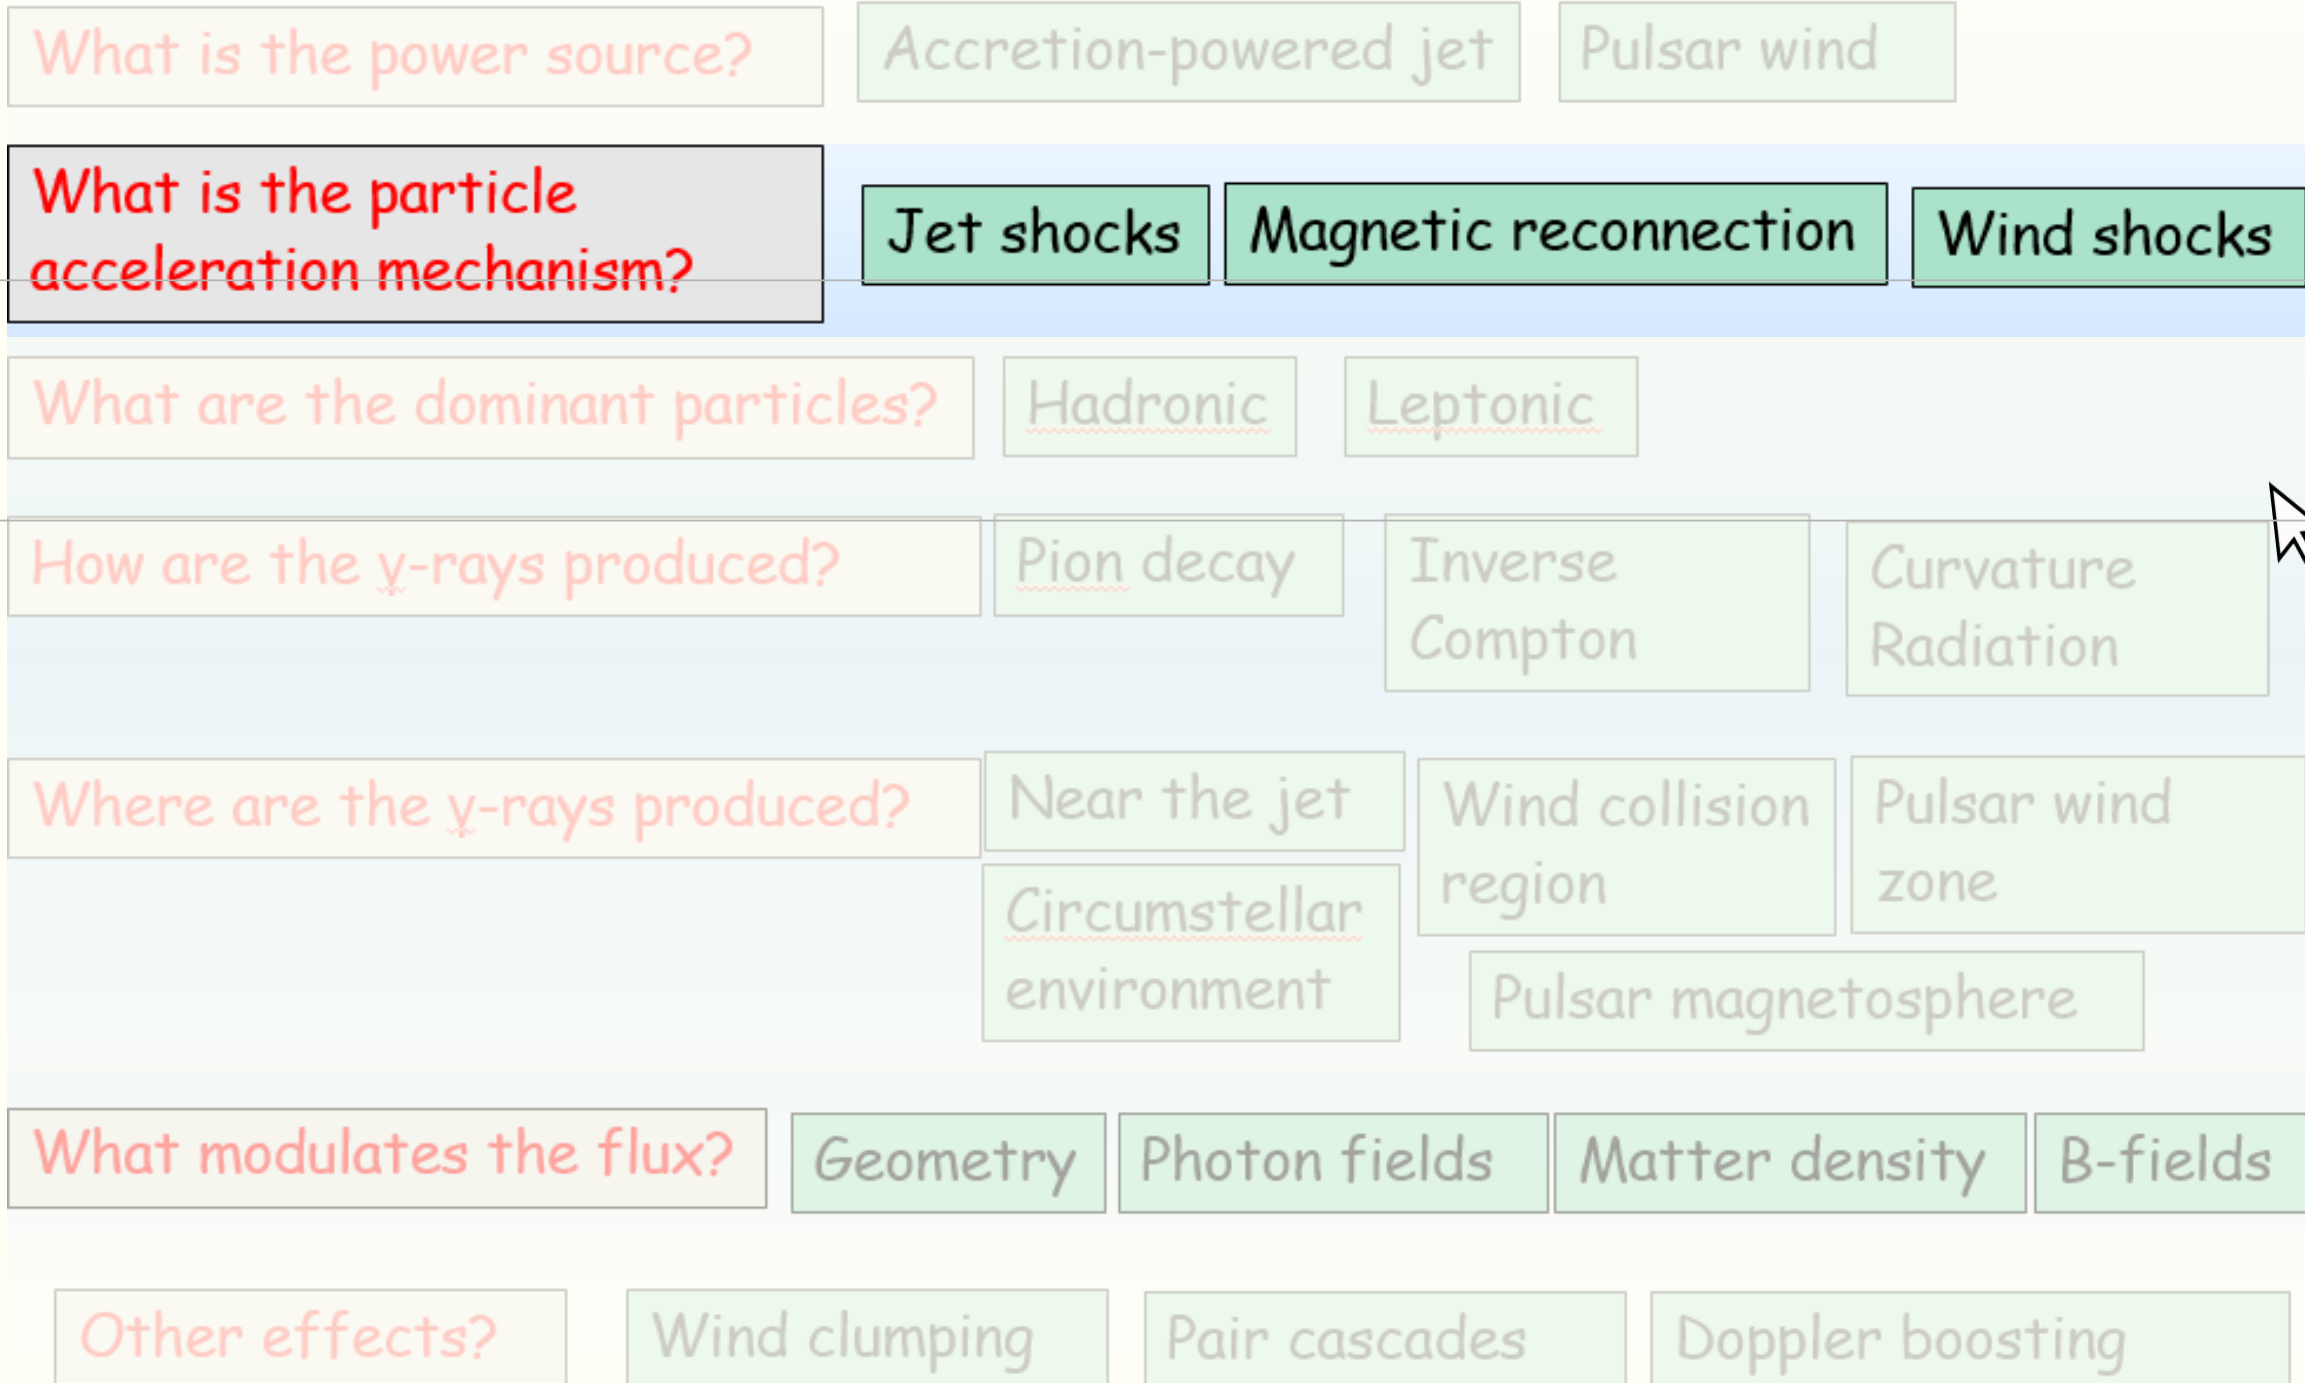 What is the power source?
Accretion-powered jet
Pulsar wind
What is the particle
acceleration mechanism?
Jet shocks
Magnetic reconnection
Wind shocks
What are the dominant particles?
Hadronic
Leptonic
How are the γ-rays produced?
Pion decay
Inverse
Compton
Curvature
Radiation
Where are the γ-rays produced?
Near the jet
Wind collision
region
Pulsar wind
zone
Circumstellar
environment
Pulsar magnetosphere
What modulates the flux?
Geometry
Photon fields
Matter density
B-fields
Other effects?
Wind clumping
Pair cascades
Doppler boosting